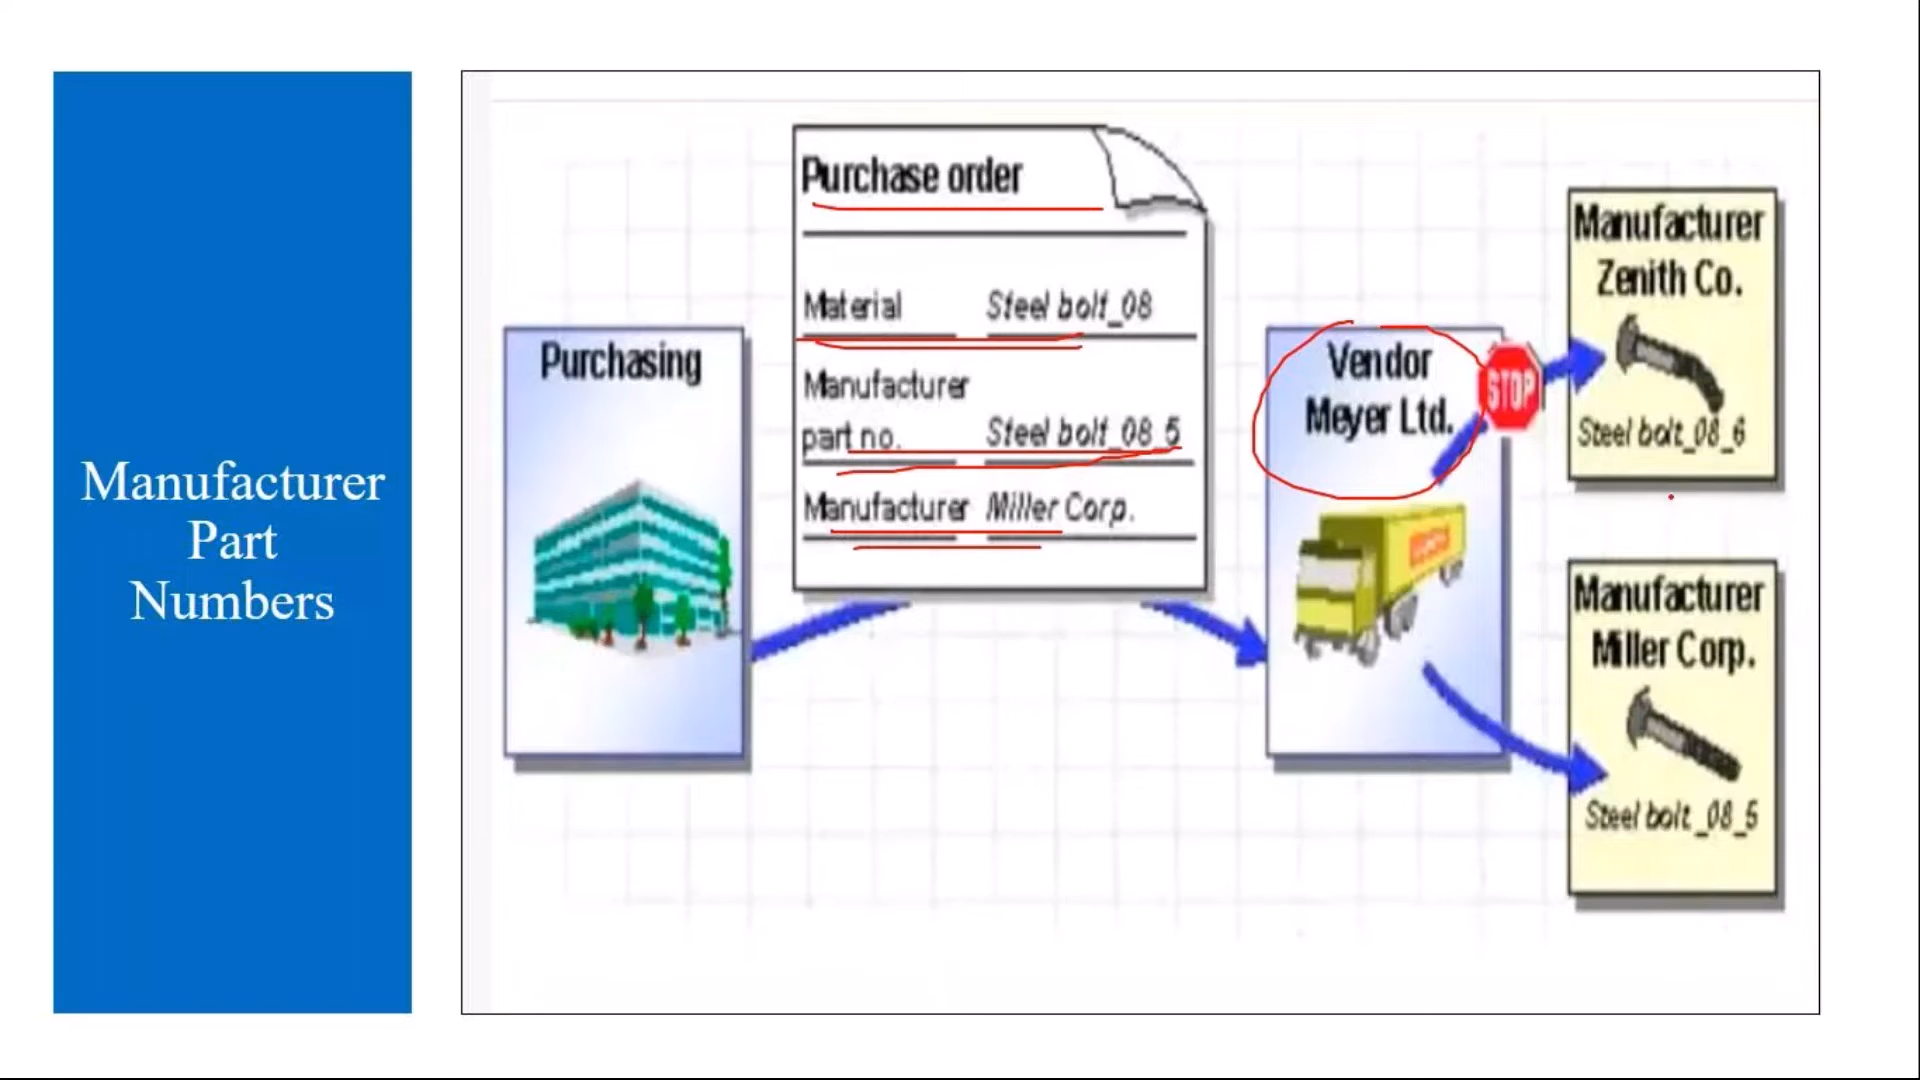 Manufacturer
Part
Numbers
Purchasing
Purchase order
Material Steel bolt_08
Manufacturer
part no. Steel bolt_08_5
Manufacturer Miller Corp.
Vendor
Meyer Ltd.
STOP
Manufacturer
Zenith Co.
Steel bolt_08_6
Manufacturer
Miller Corp.
Steel bolt_08_5